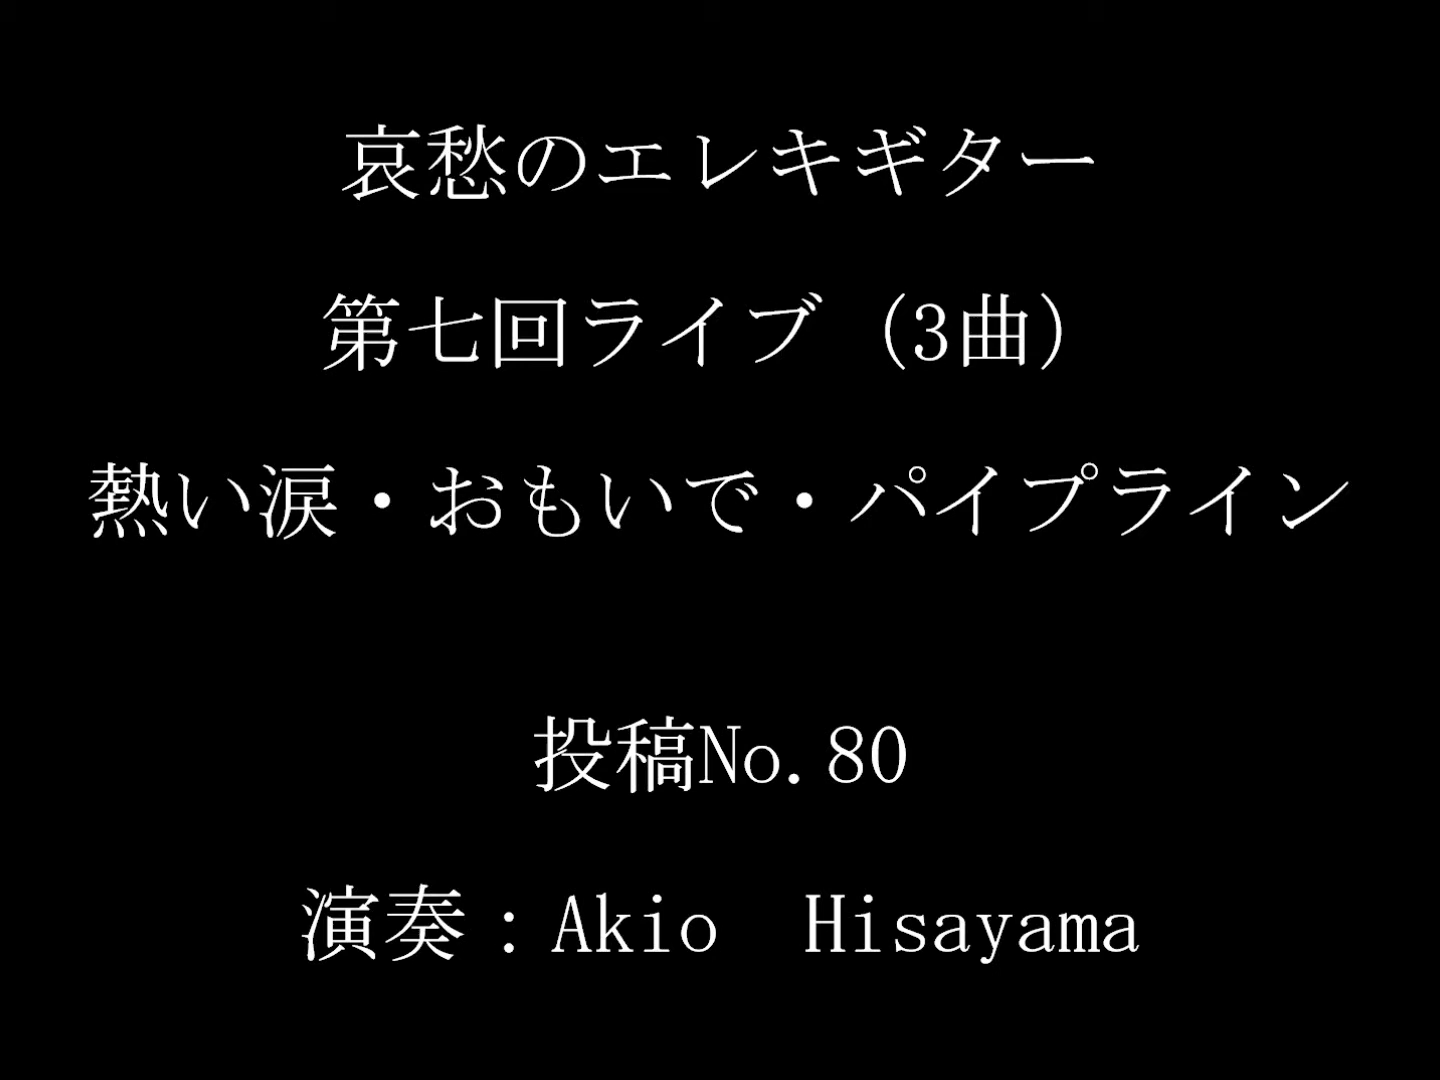 哀愁のエレキギター
第七回ライブ（3曲）
熱い涙・おもいで・パイプライン
投稿No.80
演奏：Akio　Hisayama